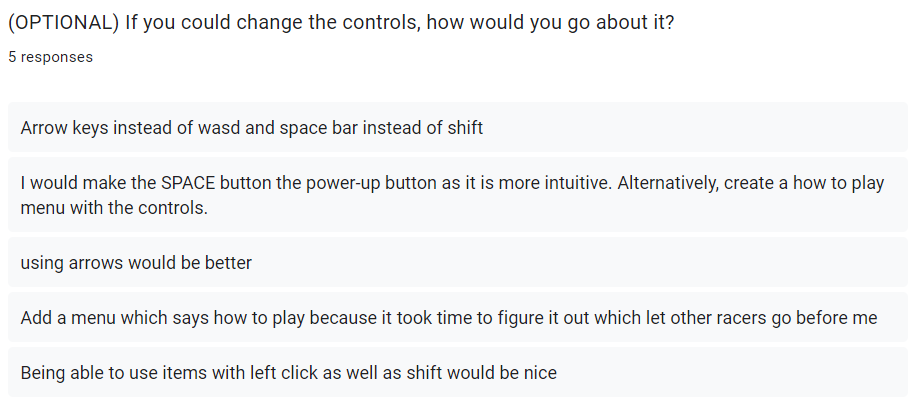 (OPTIONAL) If you could change the controls, how would you go about it?
5 responses
Arrow keys instead of wasd and space bar instead of shift
I would make the SPACE button the power-up button as it is more intuitive. Alternatively, create a how to play
menu with the controls.
using arrows would be better
Add a menu which says how to play because it took time to figure it out which let other racers go before me
Being able to use items with left click as well as shift would be nice